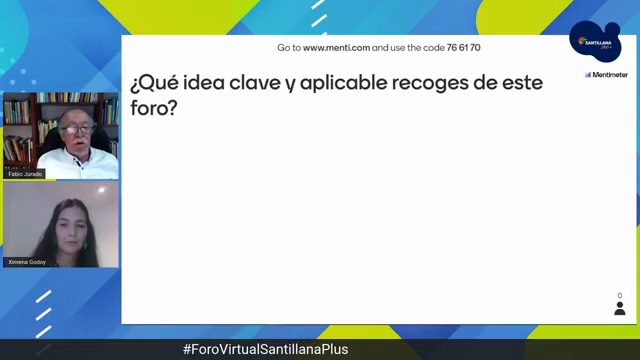 Go to www.menti.com and use the code 76 61 70
SANTILLANA
Mentimeter
¿Qué idea clave y aplicable recoges de este
foro?
Fabio Jurado
Ximena Godoy
0
#ForoVirtualSantillanaPlus